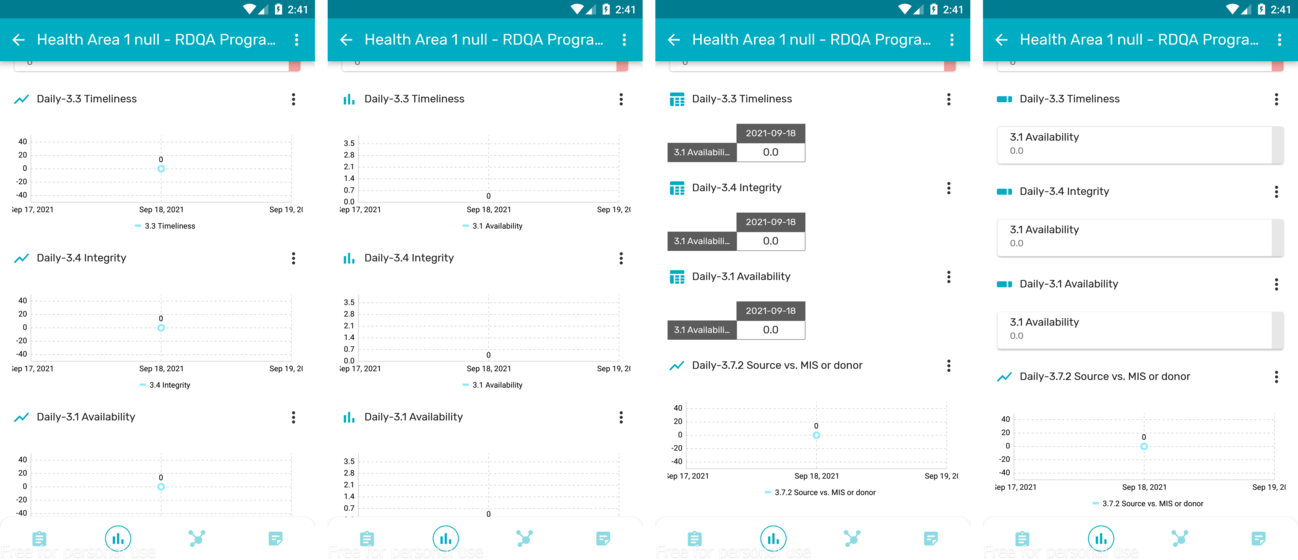 2:41
Health Area 1 null - RDQA Progra...
0
Daily-3.3 Timeliness
40
20
0
0
-20
-40
Sep 17, 2021
Sep 18, 2021
Sep 19, 20
3.3 Timeliness
Daily-3.4 Integrity
40
20
0
0
-20
-40
Sep 17, 2021
Sep 18, 2021
Sep 19, 20
3.4 Integrity
Daily-3.1 Availability
40
20
0
0
-20
-40
Free for personal use
2:41
Health Area 1 null - RDQA Progra...
0
Daily-3.3 Timeliness
3.5
2.8
2.1
1.4
0.7
0
0.0
Sep 17, 2021
Sep 18, 2021
Sep 19, 20
3.1 Availability
Daily-3.4 Integrity
3.5
2.8
2.1
1.4
0.7
0
0.0
Sep 17, 2021
Sep 18, 2021
Sep 19, 20
3.1 Availability
Daily-3.1 Availability
3.5
2.8
2.1
1.4
0.7
0
Free for personal use
2:41
Health Area 1 null - RDQA Progra...
0
Daily-3.3 Timeliness
2021-09-18
3.1 Availabili... 0.0
Daily-3.4 Integrity
2021-09-18
3.1 Availabili... 0.0
Daily-3.1 Availability
2021-09-18
3.1 Availabili... 0.0
Daily-3.7.2 Source vs. MIS or donor
40
20
0
0
-20
-40
Sep 17, 2021
Sep 18, 2021
Sep 19, 20
3.7.2 Source vs. MIS or donor
Free for personal use
2:41
Health Area 1 null - RDQA Progra...
0
Daily-3.3 Timeliness
3.1 Availability
0.0
Daily-3.4 Integrity
3.1 Availability
0.0
Daily-3.1 Availability
3.1 Availability
0.0
Daily-3.7.2 Source vs. MIS or donor
40
20
0
0
-20
-40
Sep 17, 2021
Sep 18, 2021
Sep 19, 20
3.7.2 Source vs. MIS or donor
Free for personal use